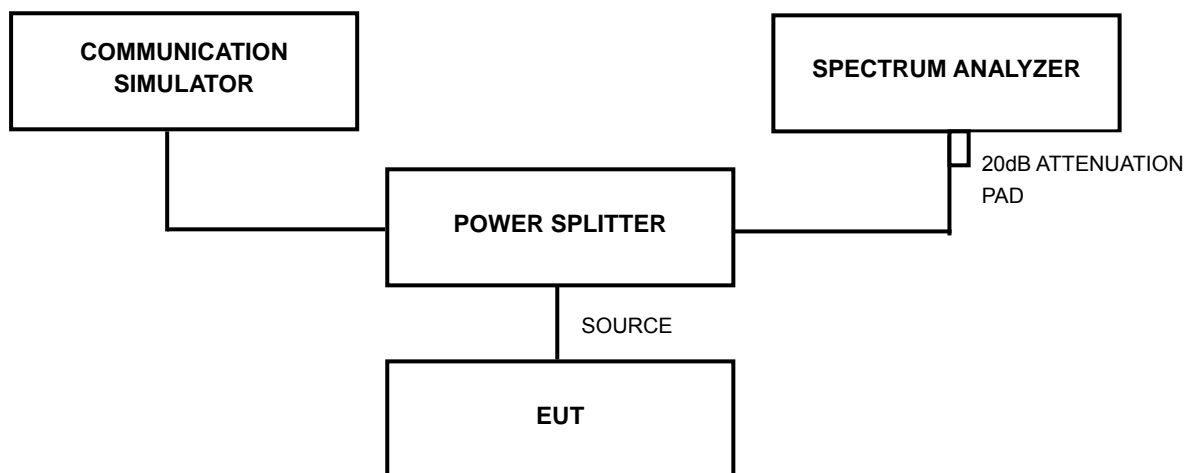 COMMUNICATION
SIMULATOR
SPECTRUM ANALYZER
20dB ATTENUATION
PAD
POWER SPLITTER
SOURCE
EUT